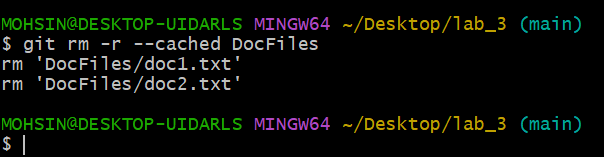 MOHSIN@DESKTOP-UIDARLS MINGW64 ~/Desktop/lab_3 (main)
$ git rm -r --cached DocFiles
rm 'DocFiles/doc1.txt'
rm 'DocFiles/doc2.txt'
MOHSIN@DESKTOP-UIDARLS MINGW64 ~/Desktop/lab_3 (main)
$